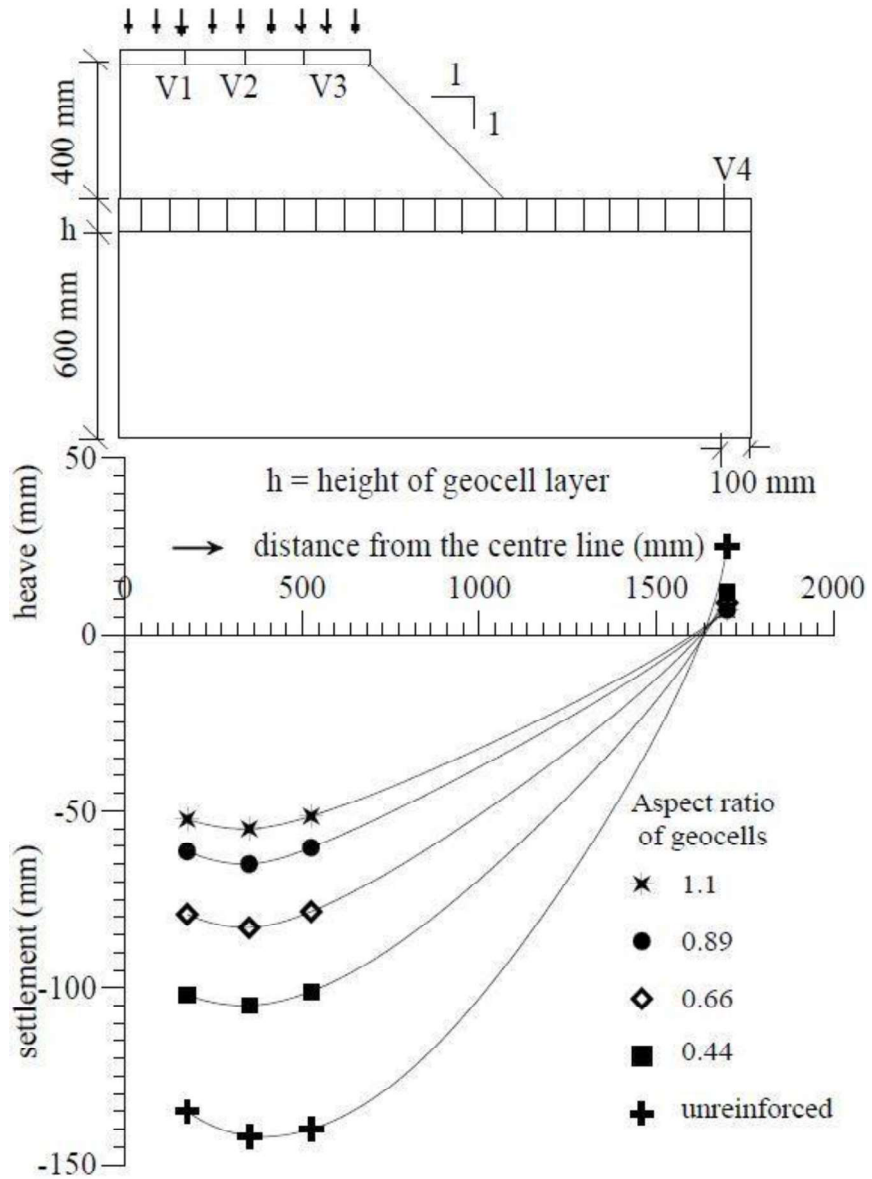 V1 V2 V3
1
1
400 mm
V4
h
600 mm
50
h = height of geocell layer
100 mm
heave (mm)
distance from the centre line (mm)
0 500 1000 1500 2000
0
-50
Aspect ratio
of geocells
1.1
0.89
settlement (mm)
0.66
-100
0.44
unreinforced
-150